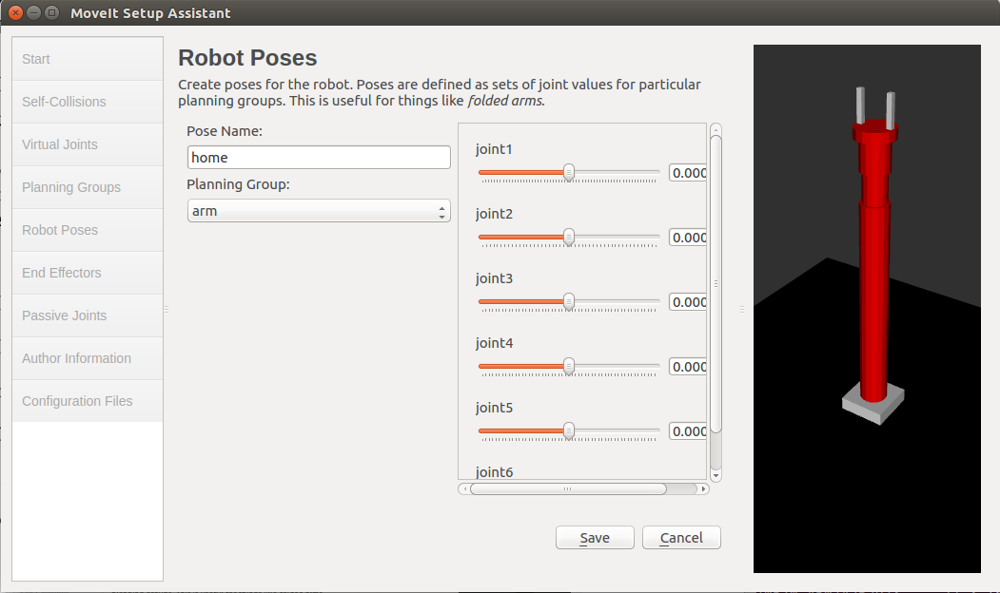 MoveIt Setup Assistant
Start
Self-Collisions
Virtual Joints
Planning Groups
Robot Poses
End Effectors
Passive Joints
Author Information
Configuration Files
Robot Poses
Create poses for the robot. Poses are defined as sets of joint values for particular
planning groups. This is useful for things like folded arms.
Pose Name:
home
Planning Group:
arm
joint1
0.000
joint2
0.000
joint3
0.000
joint4
0.000
joint5
0.000
joint6
Save
Cancel